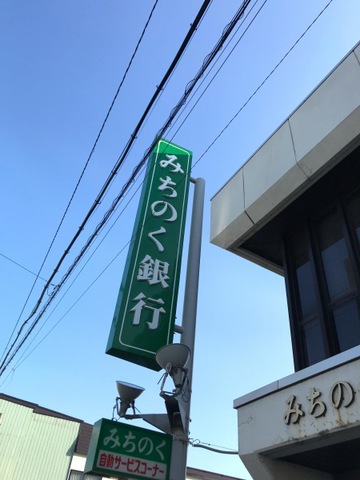 みちのく銀行
みちのく
自動サービスコーナー
みちの